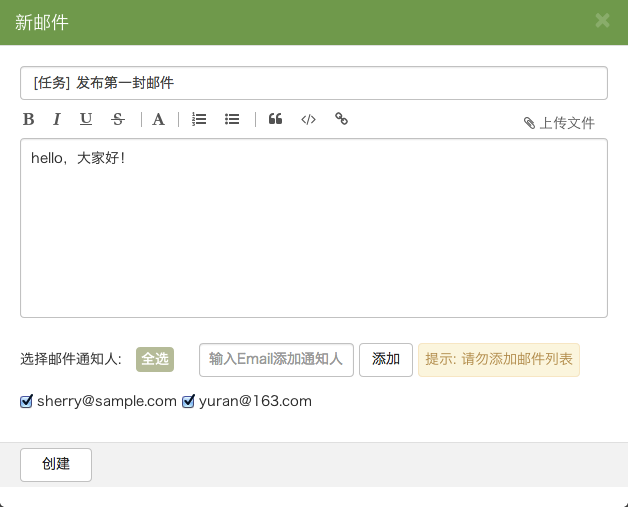 新邮件
[任务] 发布第一封邮件
B I U S A </> 上传文件
hello，大家好！
选择邮件通知人: 全选 输入Email添加通知人 添加 提示: 请勿添加邮件列表
sherry@sample.com yuran@163.com
创建